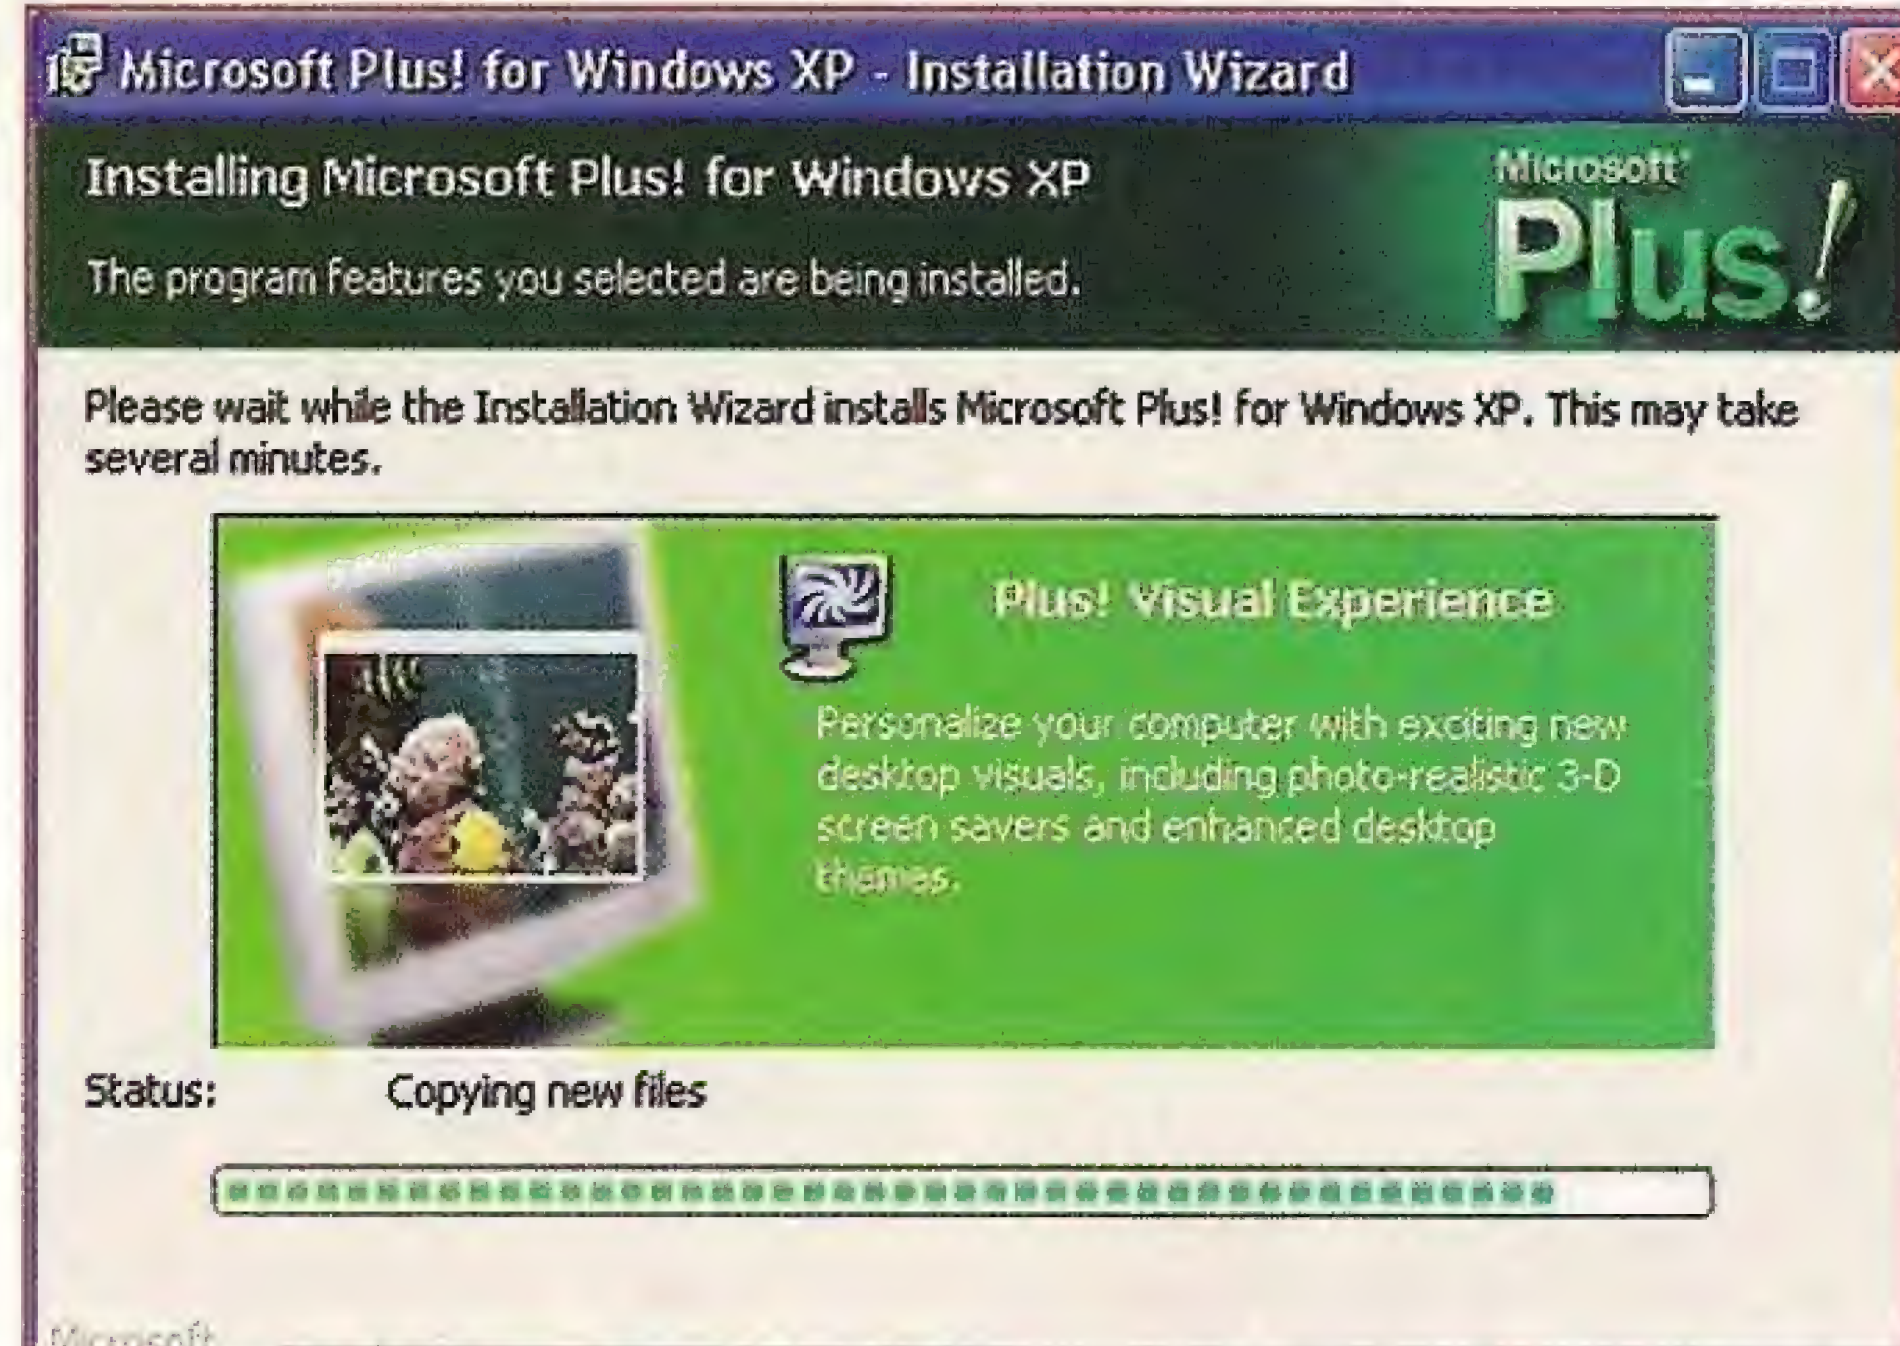 Microsoft Plus! for Windows XP - Installation Wizard
Installing Microsoft Plus! for Windows XP
The program features you selected are being installed.
Microsoft
Plus!
Please wait while the Installation Wizard installs Microsoft Plus! for Windows XP. This may take
several minutes.
Plus! Visual Experience
Personalize your computer with exciting new
desktop visuals, including photo-realistic 3-D
screen savers and enhanced desktop
themes.
Status: Copying new files
Microsoft